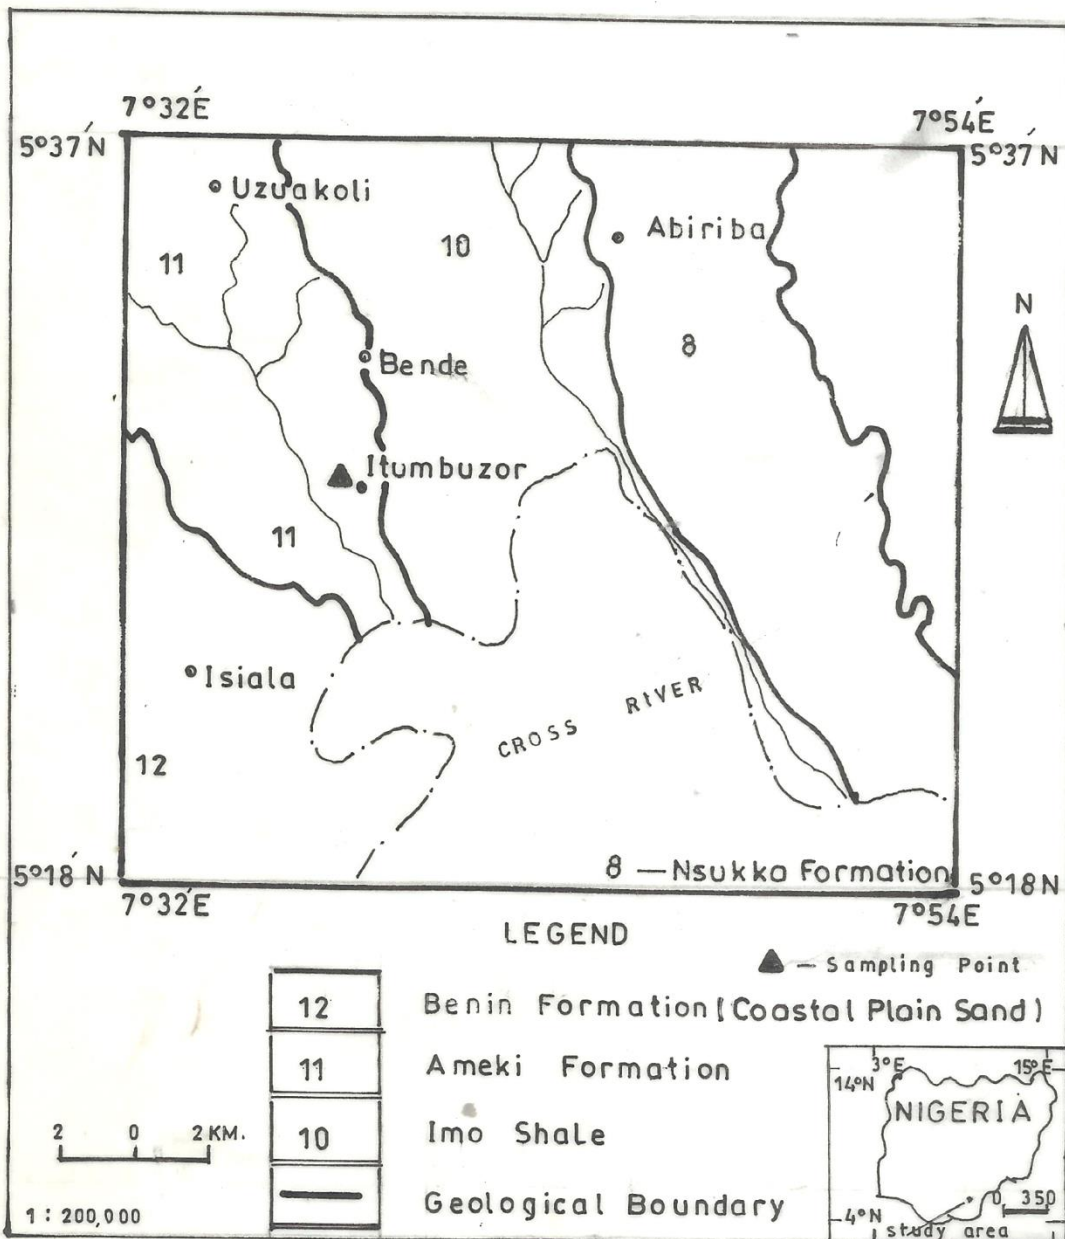 7°32'E 7°54'E
5°37'N 5°37'N
Uzuakoli
Abiriba
10
11
8
N
Bende
Itumbuzor
11
Isiala
CROSS RIVER
12
8 — Nsukka Formation
5°18'N 5°18'N
7°32'E 7°54'E
LEGEND
— Sampling Point
12 Benin Formation (Coastal Plain Sand)
11 Ameki Formation
10 Imo Shale
Geological Boundary
2 0 2 KM.
1 : 200,000
3°E 15°E
14°N
NIGERIA
0 350
4°N
study area